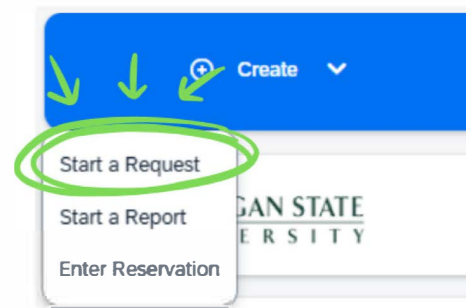 Create
Start a Request
Start a Report
Enter Reservation
GAN STATE
ERSITY